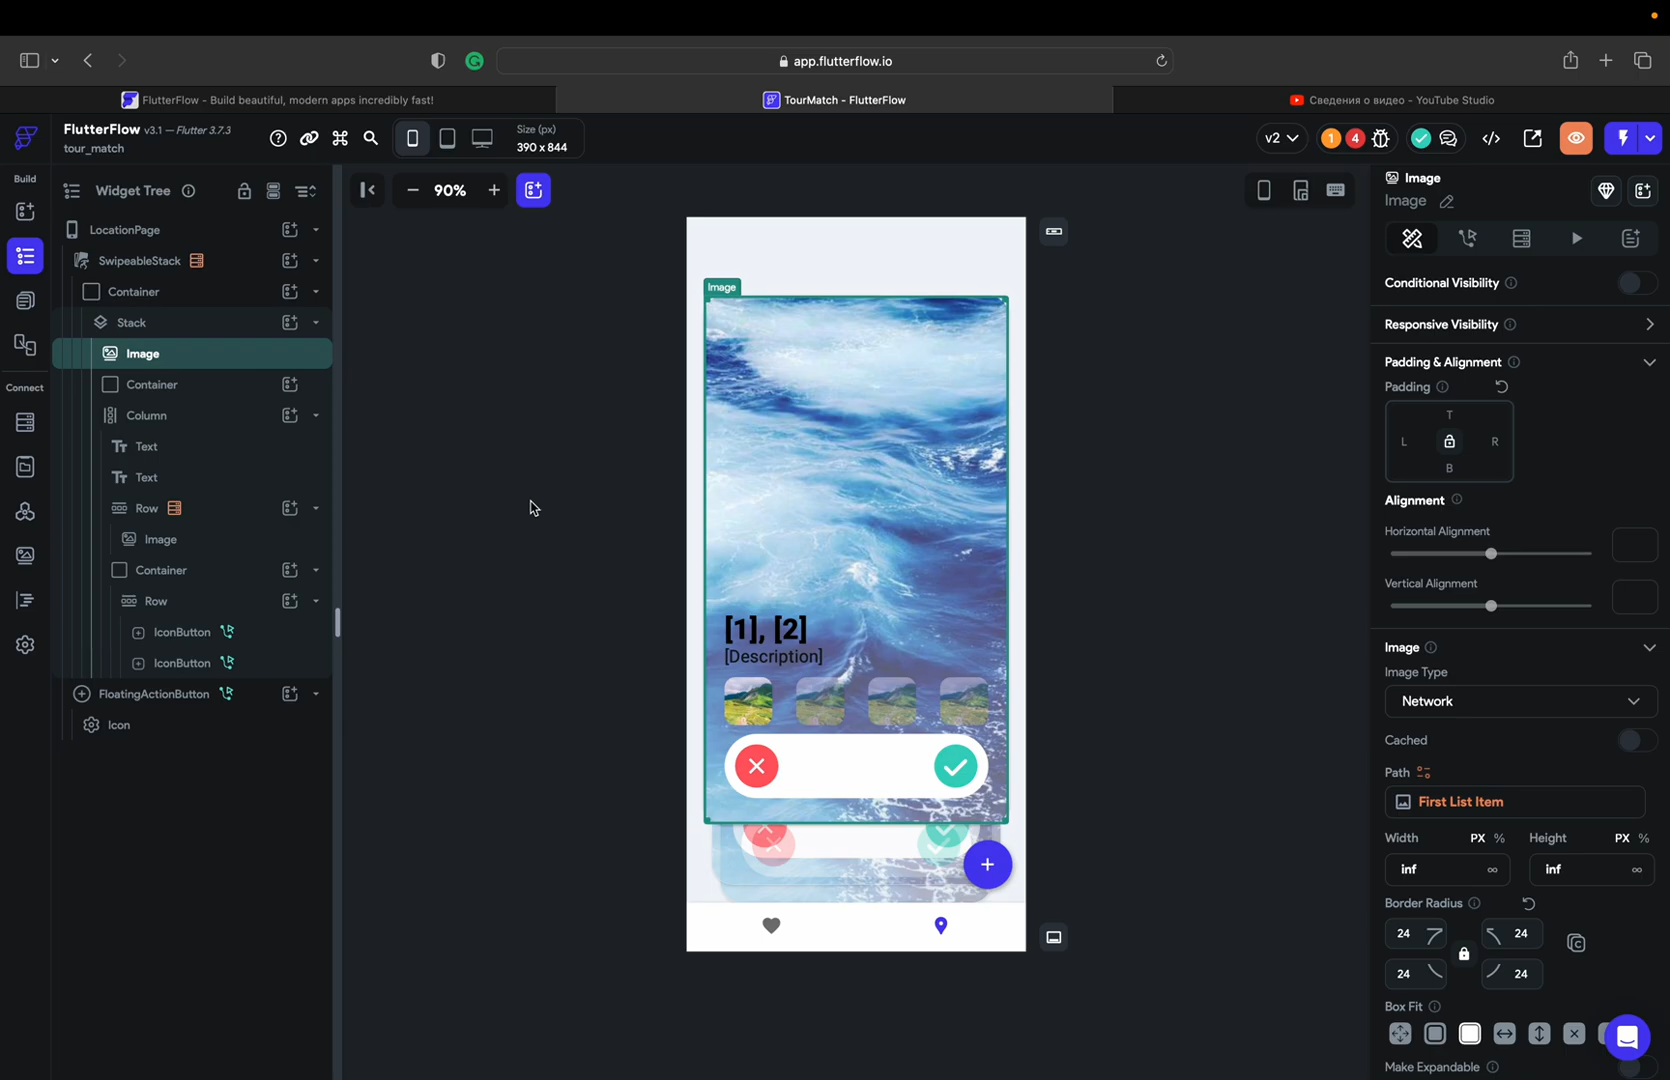 app.flutterflow.io
FlutterFlow - Build beautiful, modern apps incredibly fast!
TourMatch - FlutterFlow
Сведения о видео - YouTube Studio
FlutterFlow v3.1 — Flutter 3.7.3
tour_match
Size (px)
390 x 844
v2
1
4
Build
Widget Tree
90%
Image
Image
LocationPage
SwipeableStack
Container
Stack
Image
Container
Column
Text
Text
Row
Image
Container
Row
IconButton
IconButton
FloatingActionButton
Icon
Connect
Image
[1], [2]
[Description]
Conditional Visibility
Responsive Visibility
Padding & Alignment
Padding
T
L
R
B
Alignment
Horizontal Alignment
Vertical Alignment
Image
Image Type
Network
Cached
Path
First List Item
Width PX %
Height PX %
inf ∞
inf ∞
Border Radius
24
24
24
24
Box Fit
Make Expandable